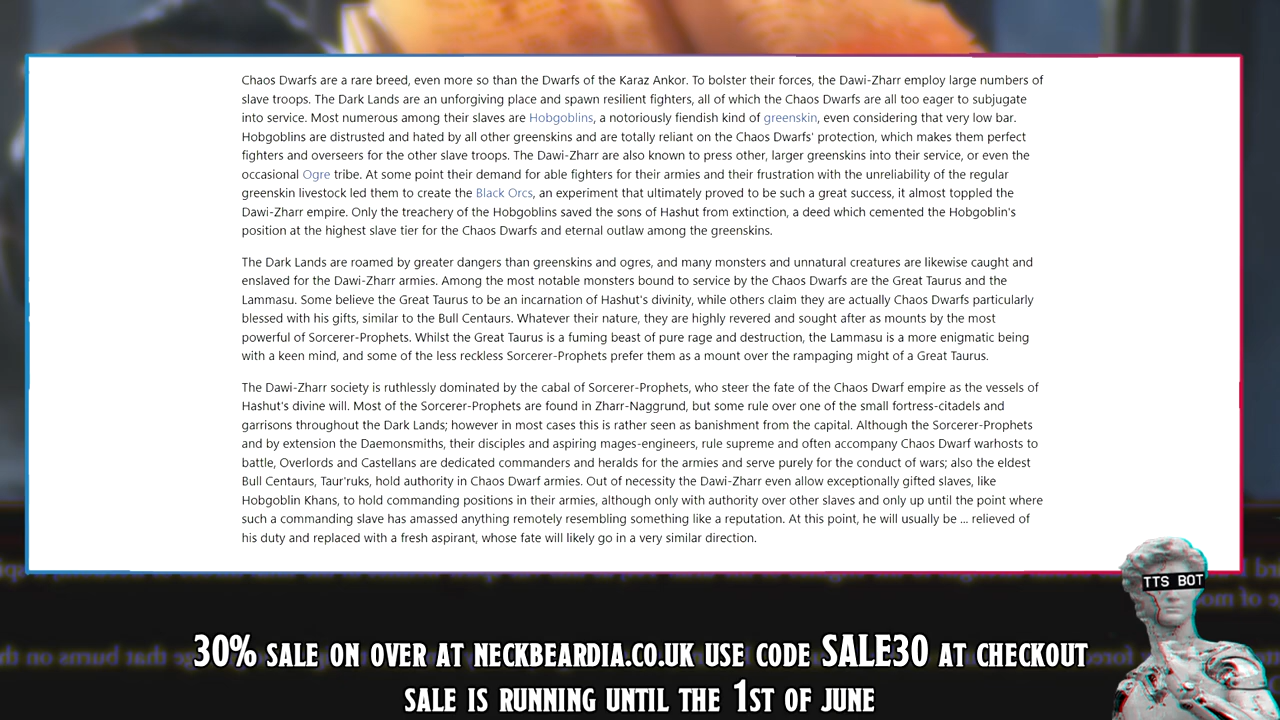 Chaos Dwarfs are a rare breed, even more so than the Dwarfs of the Karaz Ankor. To bolster their forces, the Dawi-Zharr employ large numbers of
slave troops. The Dark Lands are an unforgiving place and spawn resilient fighters, all of which the Chaos Dwarfs are all too eager to subjugate
into service. Most numerous among their slaves are Hobgoblins, a notoriously fiendish kind of greenskin, even considering that very low bar.
Hobgoblins are distrusted and hated by all other greenskins and are totally reliant on the Chaos Dwarfs' protection, which makes them perfect
fighters and overseers for the other slave troops. The Dawi-Zharr are also known to press other, larger greenskins into their service, or even the
occasional Ogre tribe. At some point their demand for able fighters for their armies and their frustration with the unreliability of the regular
greenskin livestock led them to create the Black Orcs, an experiment that ultimately proved to be such a great success, it almost toppled the
Dawi-Zharr empire. Only the treachery of the Hobgoblins saved the sons of Hashut from extinction, a deed which cemented the Hobgoblin's
position at the highest slave tier for the Chaos Dwarfs and eternal outlaw among the greenskins.
The Dark Lands are roamed by greater dangers than greenskins and ogres, and many monsters and unnatural creatures are likewise caught and
enslaved for the Dawi-Zharr armies. Among the most notable monsters bound to service by the Chaos Dwarfs are the Great Taurus and the
Lammasu. Some believe the Great Taurus to be an incarnation of Hashut's divinity, while others claim they are actually Chaos Dwarfs particularly
blessed with his gifts, similar to the Bull Centaurs. Whatever their nature, they are highly revered and sought after as mounts by the most
powerful of Sorcerer-Prophets. Whilst the Great Taurus is a fuming beast of pure rage and destruction, the Lammasu is a more enigmatic being
with a keen mind, and some of the less reckless Sorcerer-Prophets prefer them as a mount over the rampaging might of a Great Taurus.
The Dawi-Zharr society is ruthlessly dominated by the cabal of Sorcerer-Prophets, who steer the fate of the Chaos Dwarf empire as the vessels of
Hashut's divine will. Most of the Sorcerer-Prophets are found in Zharr-Naggrund, but some rule over one of the small fortress-citadels and
garrisons throughout the Dark Lands; however in most cases this is rather seen as banishment from the capital. Although the Sorcerer-Prophets
and by extension the Daemonsmiths, their disciples and aspiring mages-engineers, rule supreme and often accompany Chaos Dwarf warhosts to
battle, Overlords and Castellans are dedicated commanders and heralds for the armies and serve purely for the conduct of wars; also the eldest
Bull Centaurs, Taur'ruks, hold authority in Chaos Dwarf armies. Out of necessity the Dawi-Zharr even allow exceptionally gifted slaves, like
Hobgoblin Khans, to hold commanding positions in their armies, although only with authority over other slaves and only up until the point where
such a commanding slave has amassed anything remotely resembling something like a reputation. At this point, he will usually be ... relieved of
his duty and replaced with a fresh aspirant, whose fate will likely go in a very similar direction.
TTS BOT
30% SALE ON OVER AT NECKBEARDIA.CO.UK USE CODE SALE30 AT CHECKOUT
SALE IS RUNNING UNTIL THE 1ST OF JUNE